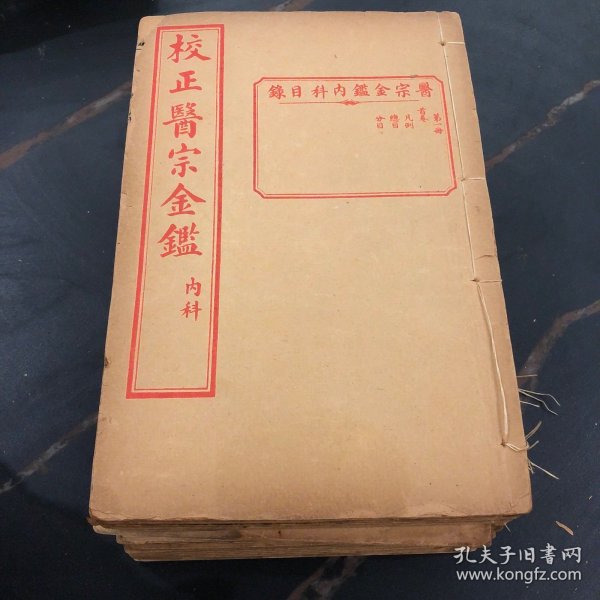 校正醫宗金鑑 內科
醫宗金鑑內科目錄
第一冊
首卷
凡例
總目
分目
孔夫子旧書网
www.kongfz.com